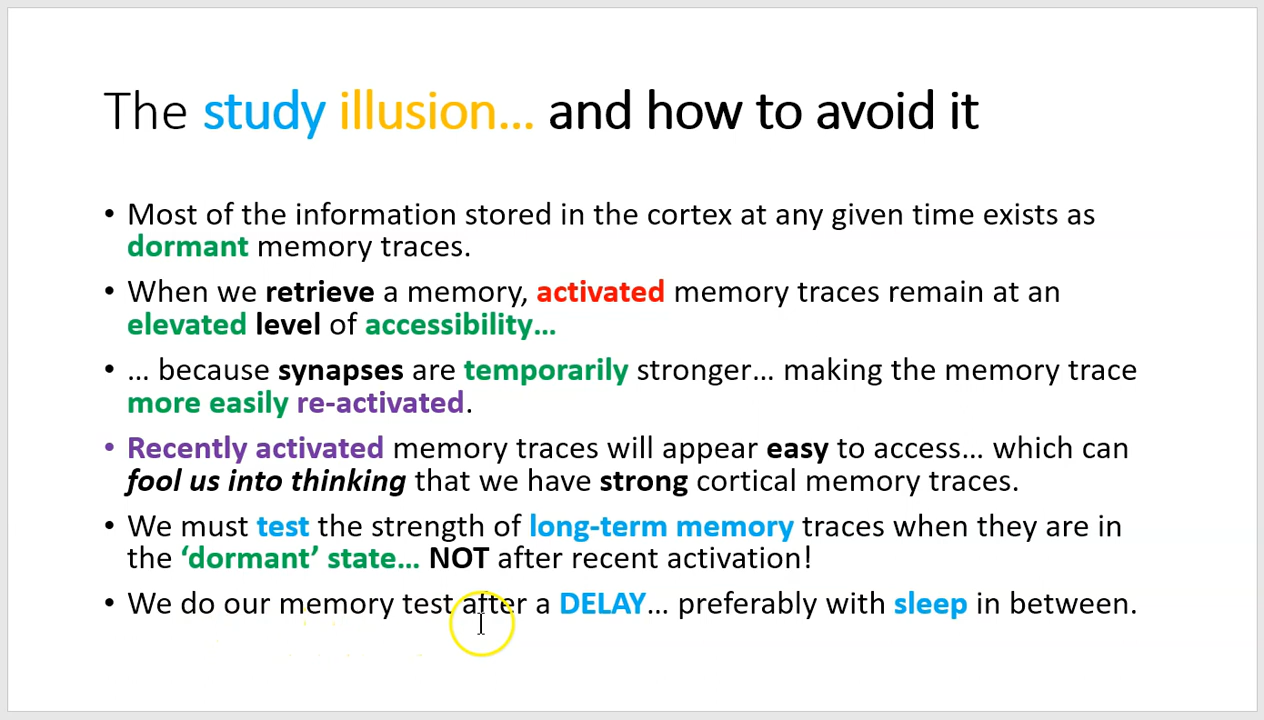 The study illusion... and how to avoid it
• Most of the information stored in the cortex at any given time exists as
dormant memory traces.
• When we retrieve a memory, activated memory traces remain at an
elevated level of accessibility...
• ... because synapses are temporarily stronger... making the memory trace
more easily re-activated.
• Recently activated memory traces will appear easy to access... which can
fool us into thinking that we have strong cortical memory traces.
• We must test the strength of long-term memory traces when they are in
the ‘dormant’ state... NOT after recent activation!
• We do our memory test after a DELAY... preferably with sleep in between.